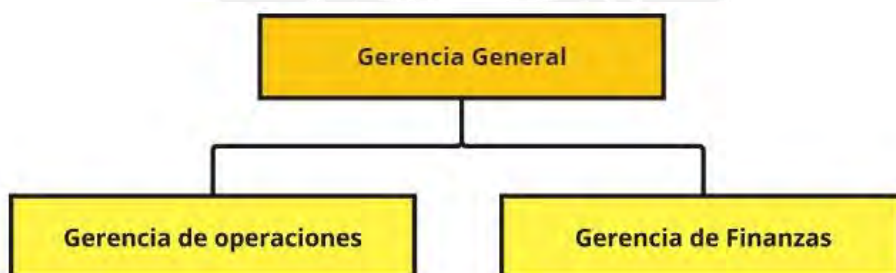 Gerencia General
Gerencia de operaciones
Gerencia de Finanzas